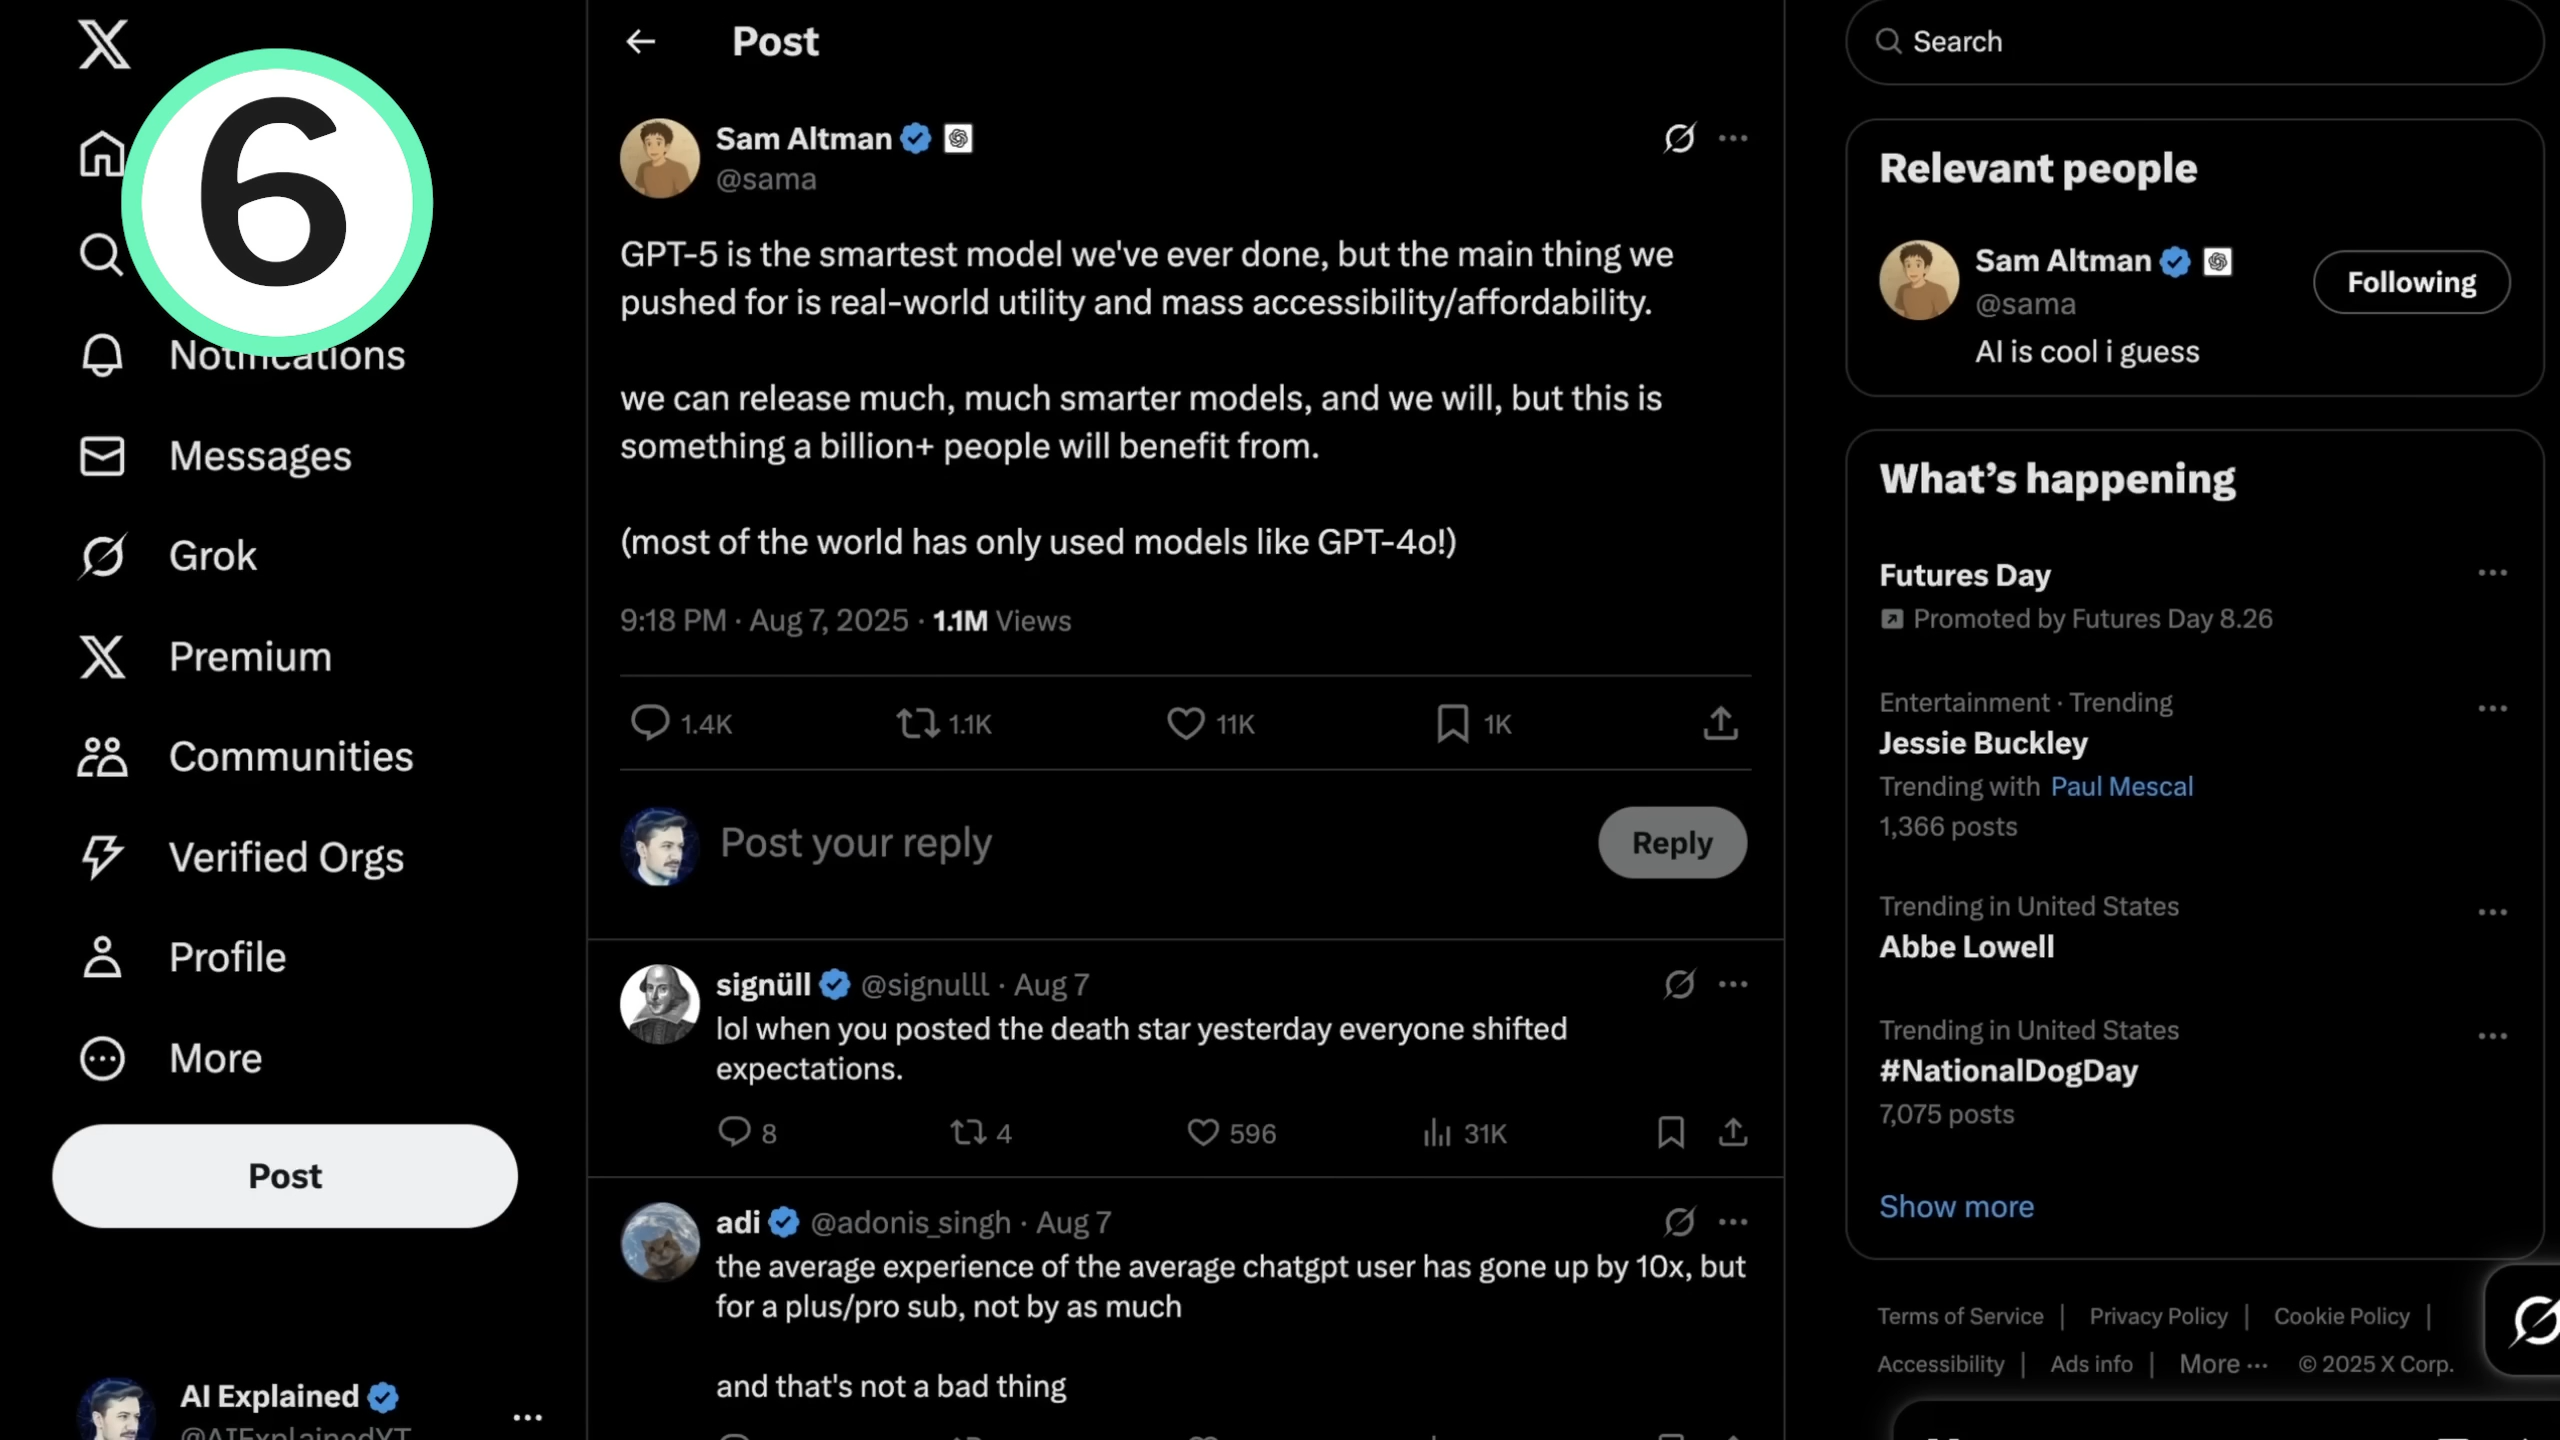 6
Notifications
Messages
Grok
Premium
Communities
Verified Orgs
Profile
More
Post
AI Explained
@AIExplainedYT
Post
Sam Altman
@sama
GPT-5 is the smartest model we've ever done, but the main thing we
pushed for is real-world utility and mass accessibility/affordability.
we can release much, much smarter models, and we will, but this is
something a billion+ people will benefit from.
(most of the world has only used models like GPT-4o!)
9:18 PM · Aug 7, 2025 · 1.1M Views
1.4K 1.1K 11K 1K
Post your reply
Reply
signüll @signulll · Aug 7
lol when you posted the death star yesterday everyone shifted
expectations.
8 4 596 31K
adi @adonis_singh · Aug 7
the average experience of the average chatgpt user has gone up by 10x, but
for a plus/pro sub, not by as much
and that's not a bad thing
Search
Relevant people
Sam Altman
@sama
Following
AI is cool i guess
What's happening
Futures Day
Promoted by Futures Day 8.26
Entertainment · Trending
Jessie Buckley
Trending with Paul Mescal
1,366 posts
Trending in United States
Abbe Lowell
Trending in United States
#NationalDogDay
7,075 posts
Show more
Terms of Service | Privacy Policy | Cookie Policy |
Accessibility | Ads info | More ··· © 2025 X Corp.